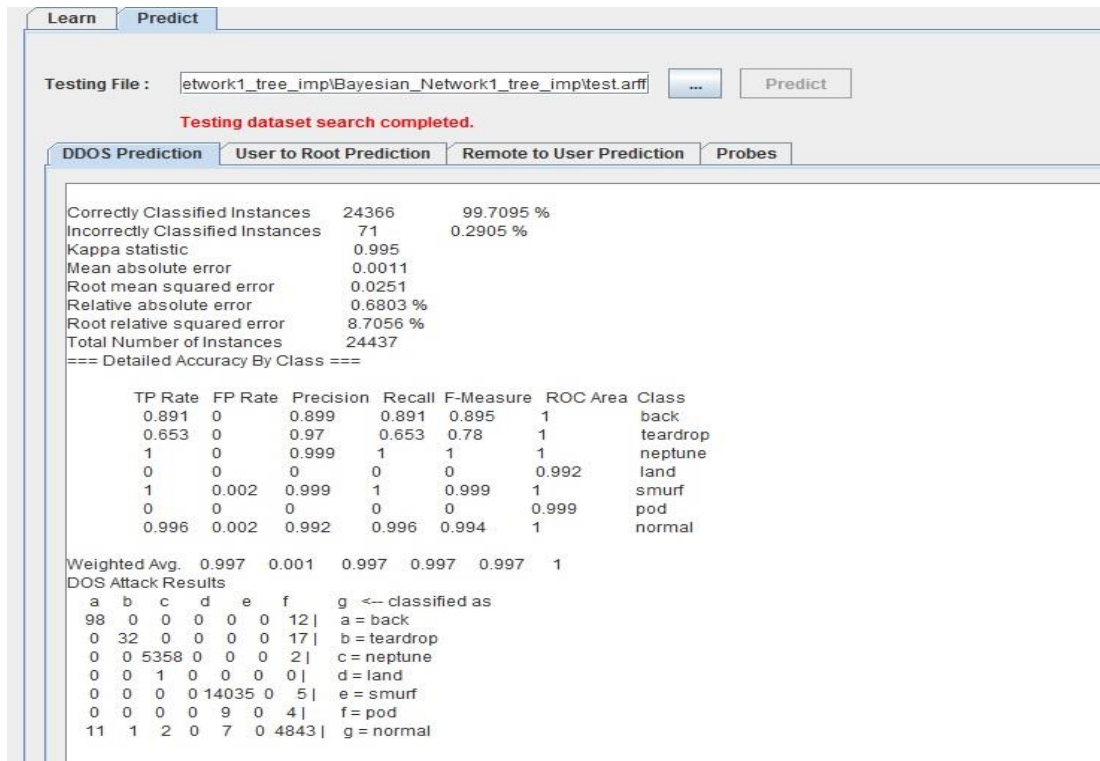 Learn Predict
Testing File : etwork1_tree_imp\Bayesian_Network1_tree_imp\test.arff ... Predict
Testing dataset search completed.
DDOS Prediction User to Root Prediction Remote to User Prediction Probes
Correctly Classified Instances 24366 99.7095 %
Incorrectly Classified Instances 71 0.2905 %
Kappa statistic 0.995
Mean absolute error 0.0011
Root mean squared error 0.0251
Relative absolute error 0.6803 %
Root relative squared error 8.7056 %
Total Number of Instances 24437
=== Detailed Accuracy By Class ===
TP Rate FP Rate Precision Recall F-Measure ROC Area Class
0.891 0 0.899 0.891 0.895 1 back
0.653 0 0.97 0.653 0.78 1 teardrop
1 0 0.999 1 1 1 neptune
0 0 0 0 0 0.992 land
1 0.002 0.999 1 0.999 1 smurf
0 0 0 0 0 0.999 pod
0.996 0.002 0.992 0.996 0.994 1 normal
Weighted Avg. 0.997 0.001 0.997 0.997 0.997 1
DOS Attack Results
a b c d e f g <-- classified as
98 0 0 0 0 0 12 | a = back
0 32 0 0 0 0 17 | b = teardrop
0 0 5358 0 0 0 2 | c = neptune
0 0 1 0 0 0 0 | d = land
0 0 0 0 14035 0 5 | e = smurf
0 0 0 0 9 0 4 | f = pod
11 1 2 0 7 0 4843 | g = normal